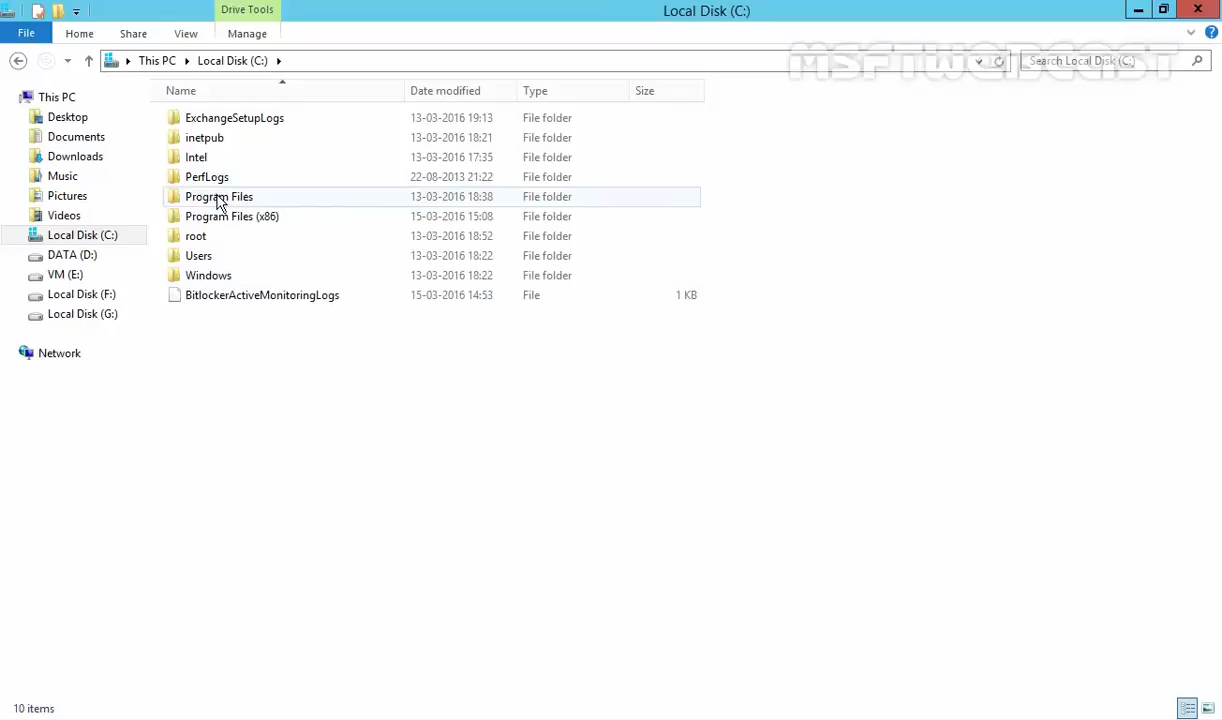 Drive Tools
Local Disk (C:)
File
Home
Share
View
Manage
This PC
Local Disk (C:)
Search Local Disk (C:)
MSFTWEBCAST
Name
Date modified
Type
Size
This PC
Desktop
Documents
Downloads
Music
Pictures
Videos
Local Disk (C:)
DATA (D:)
VM (E:)
Local Disk (F:)
Local Disk (G:)
Network
ExchangeSetupLogs 13-03-2016 19:13 File folder
inetpub 13-03-2016 18:21 File folder
Intel 13-03-2016 17:35 File folder
PerfLogs 22-08-2013 21:22 File folder
Program Files 13-03-2016 18:38 File folder
Program Files (x86) 15-03-2016 15:08 File folder
root 13-03-2016 18:52 File folder
Users 13-03-2016 18:22 File folder
Windows 13-03-2016 18:22 File folder
BitlockerActiveMonitoringLogs 15-03-2016 14:53 File 1 KB
10 items